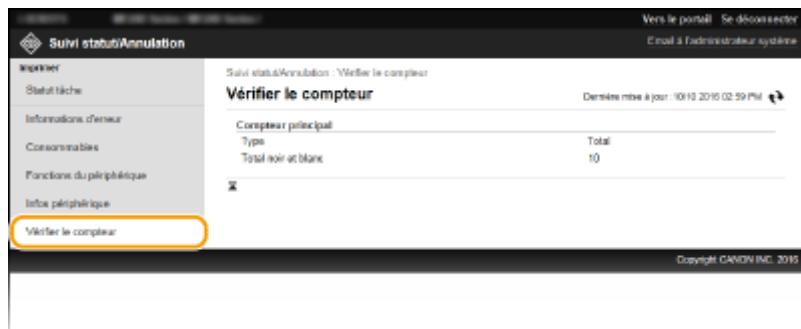 Vers le portail Se déconnecter
Suivi statut/Annulation
Email à l'administrateur système
Imprimer
Statut tâche
Informations d'erreur
Consommables
Fonctions du périphérique
Infos périphérique
Vérifier le compteur
Suivi statut/Annulation : Vérifier le compteur
Vérifier le compteur
Dernière mise à jour : 10/10 2016 02:59 PM
Compteur principal
Type Total
Total noir et blanc 10
Copyright CANON INC. 2016